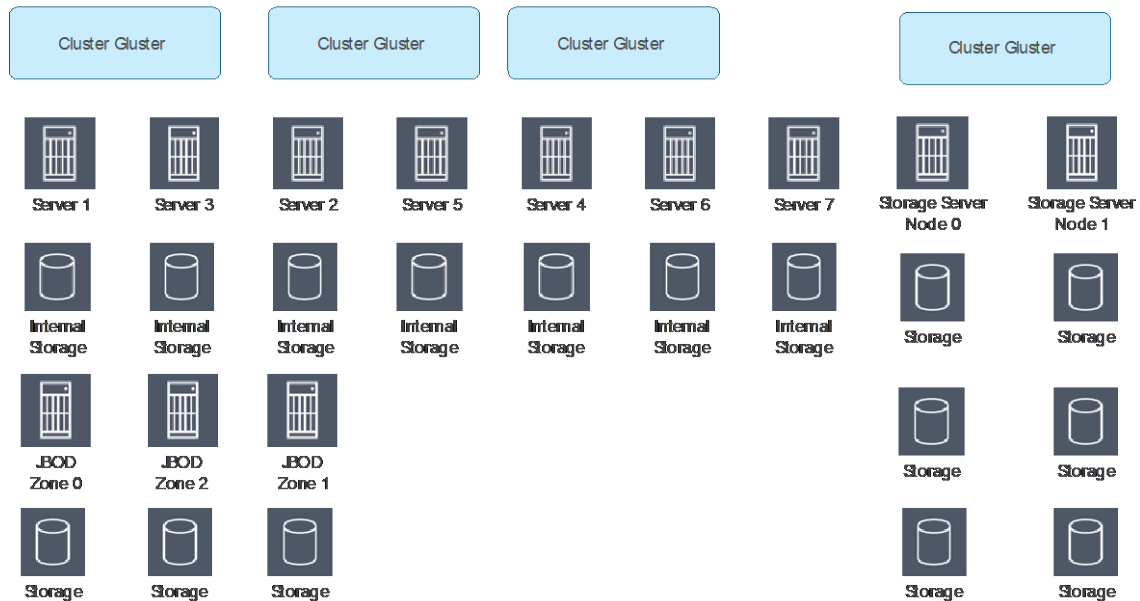 Cluster Gluster
Cluster Gluster
Cluster Gluster
Cluster Gluster
Server 1
Server 3
Server 2
Server 5
Server 4
Server 6
Server 7
Storage Server
Node 0
Storage Server
Node 1
Internal
Storage
Internal
Storage
Internal
Storage
Internal
Storage
Internal
Storage
Internal
Storage
Internal
Storage
Storage
Storage
JBOD
Zone 0
JBOD
Zone 2
JBOD
Zone 1
Storage
Storage
Storage
Storage
Storage
Storage
Storage